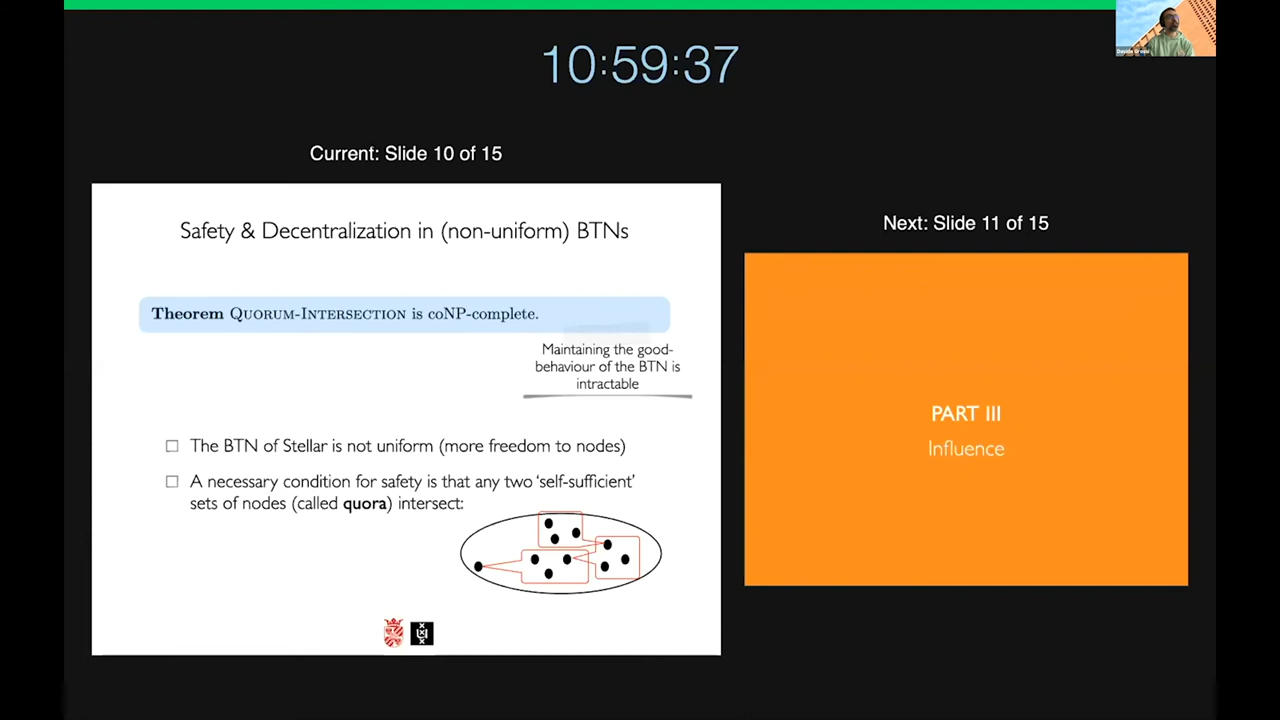 10:59:37
Current: Slide 10 of 15
Safety & Decentralization in (non-uniform) BTNs
Theorem QUORUM-INTERSECTION is coNP-complete.
Maintaining the good-
behaviour of the BTN is
intractable
☐ The BTN of Stellar is not uniform (more freedom to nodes)
☐ A necessary condition for safety is that any two ‘self-sufficient’
sets of nodes (called quora) intersect:
Next: Slide 11 of 15
PART III
Influence